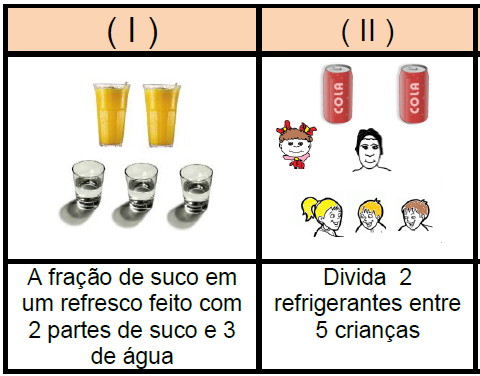 ( I )
( II )
COLA
COLA
A fração de suco em
um refresco feito com
2 partes de suco e 3
de água
Divida 2
refrigerantes entre
5 crianças